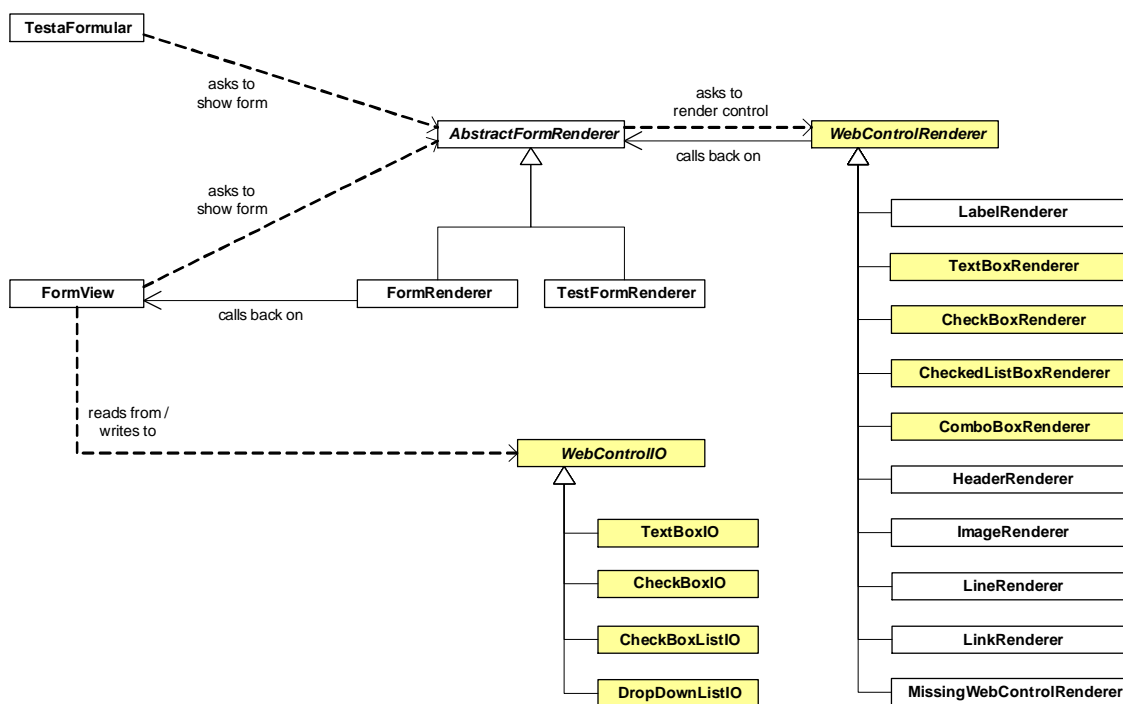 TestaFormular
asks to
show form
asks to
render control
AbstractFormRenderer
WebControlRenderer
calls back on
asks to
show form
LabelRenderer
TextBoxRenderer
FormView
FormRenderer
TestFormRenderer
calls back on
CheckBoxRenderer
CheckedListBoxRenderer
reads from /
writes to
ComboBoxRenderer
WebControlIO
HeaderRenderer
TextBoxIO
ImageRenderer
CheckBoxIO
LineRenderer
CheckBoxListIO
LinkRenderer
DropDownListIO
MissingWebControlRenderer